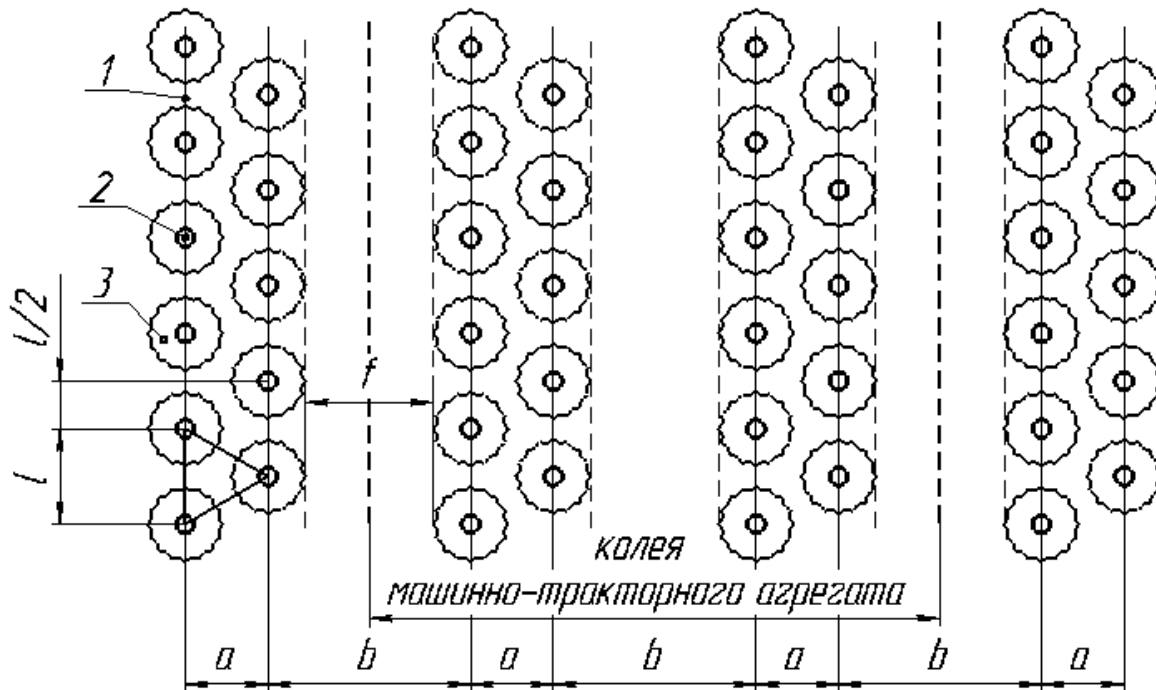 1
2
3
l/2
f
l
колея
машинно-тракторного агрегата
a
b
a
b
a
b
a